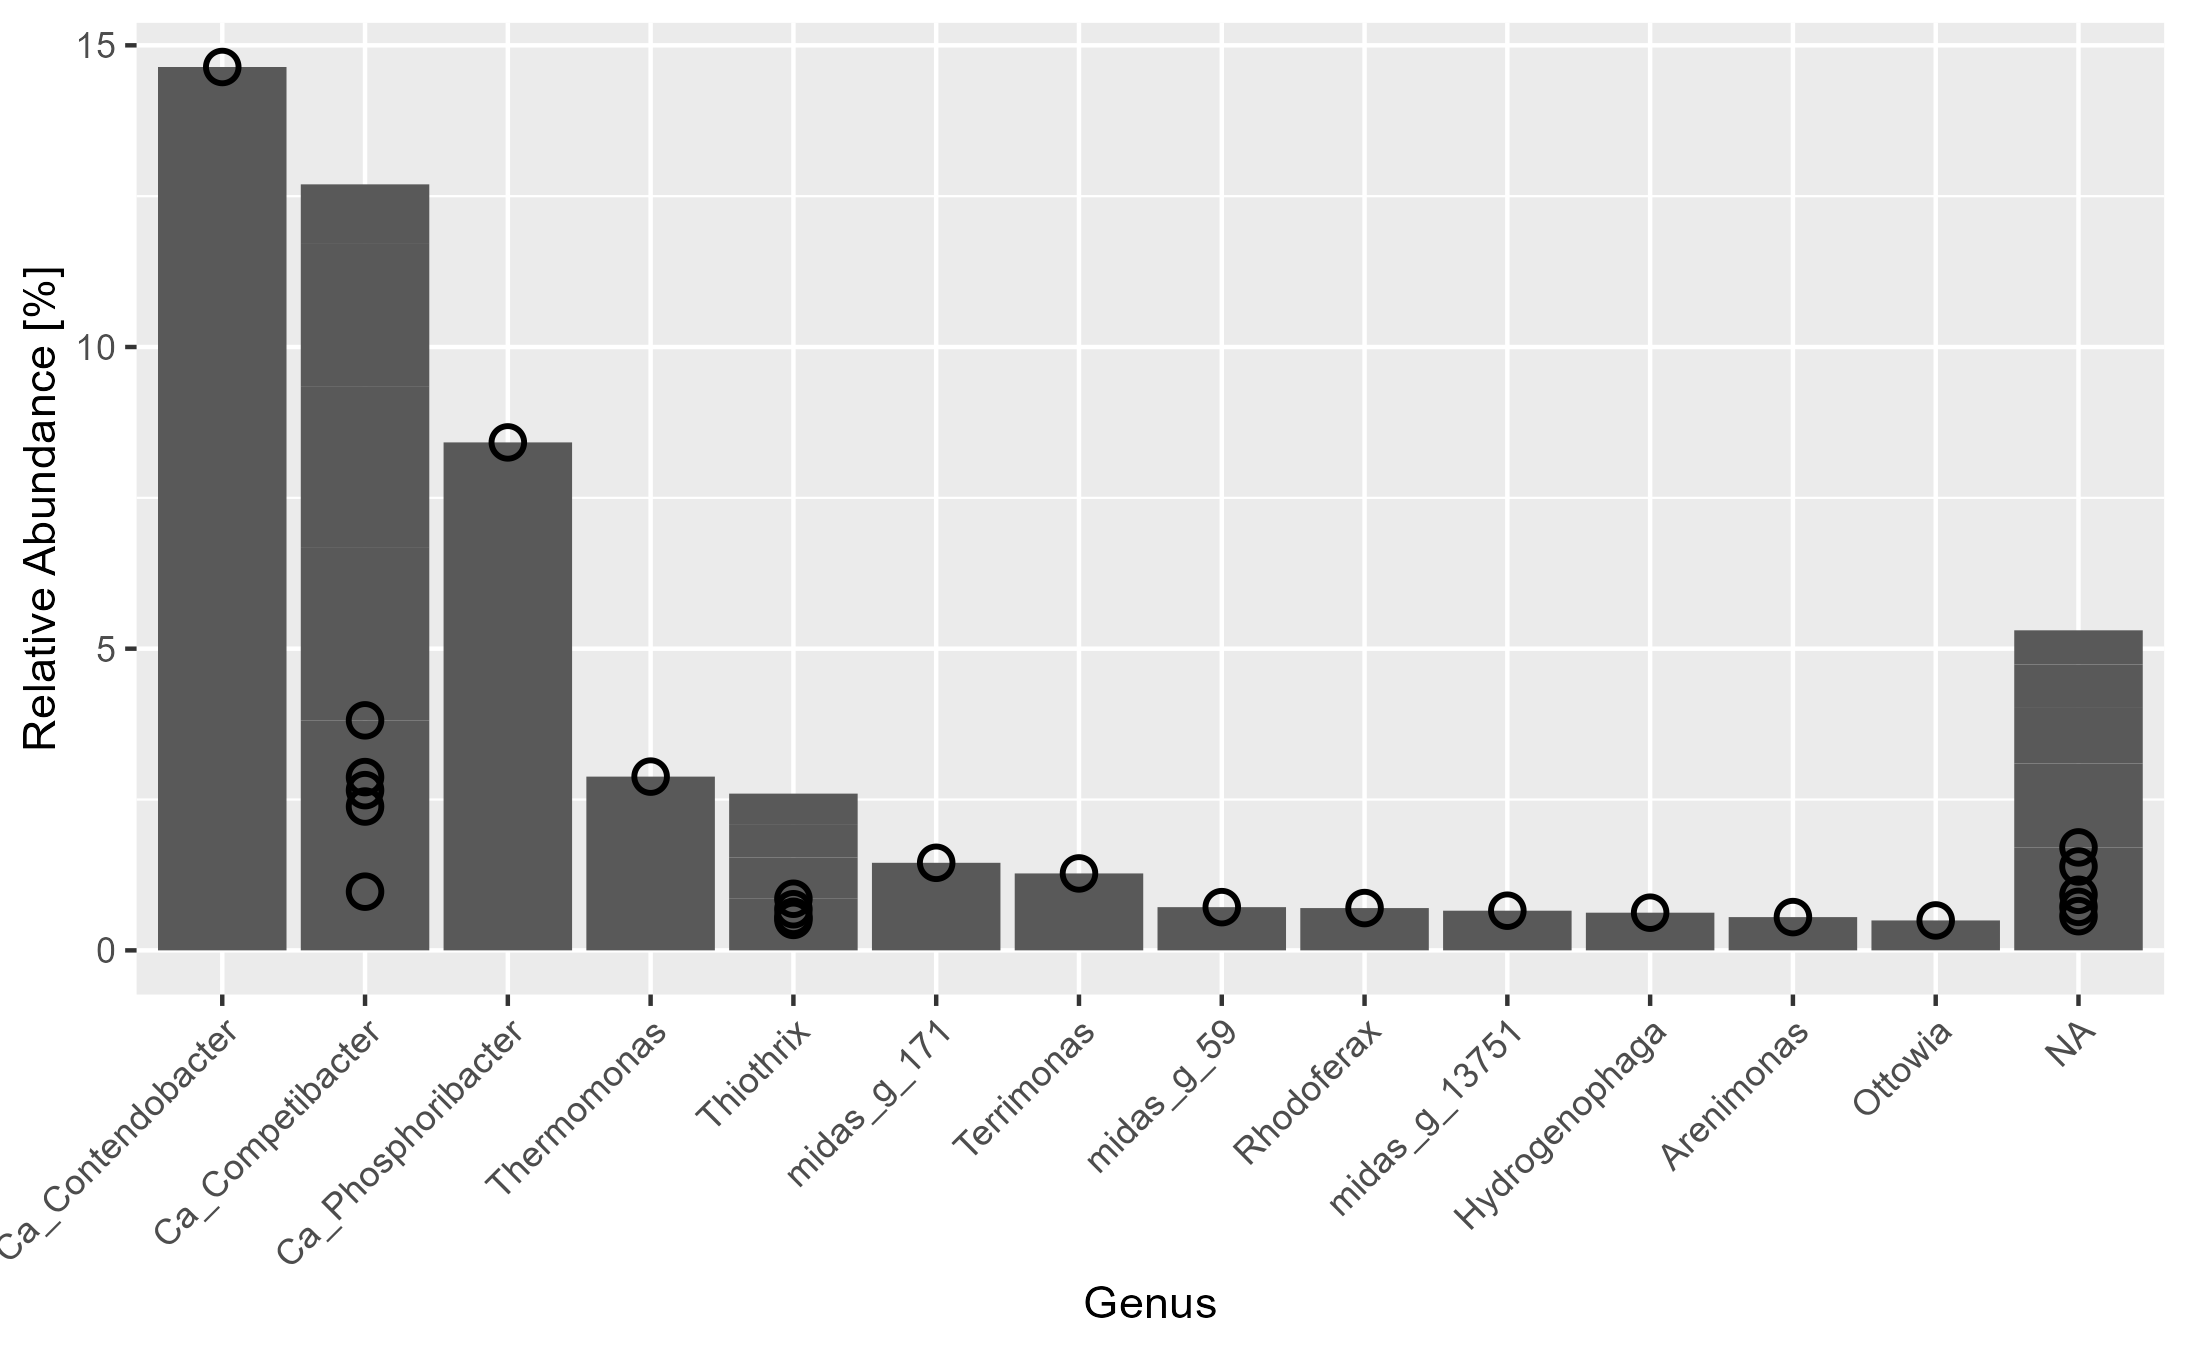 15
10
5
0
Relative Abundance [%]
Ca_Contendobacter
Ca_Competibacter
Ca_Phosphoribacter
Thermomonas
Thiothrix
midas_g_171
Terrimonas
midas_g_59
Rhodoferax
midas_g_13751
Hydrogenophaga
Arenimonas
Ottowia
NA
Genus